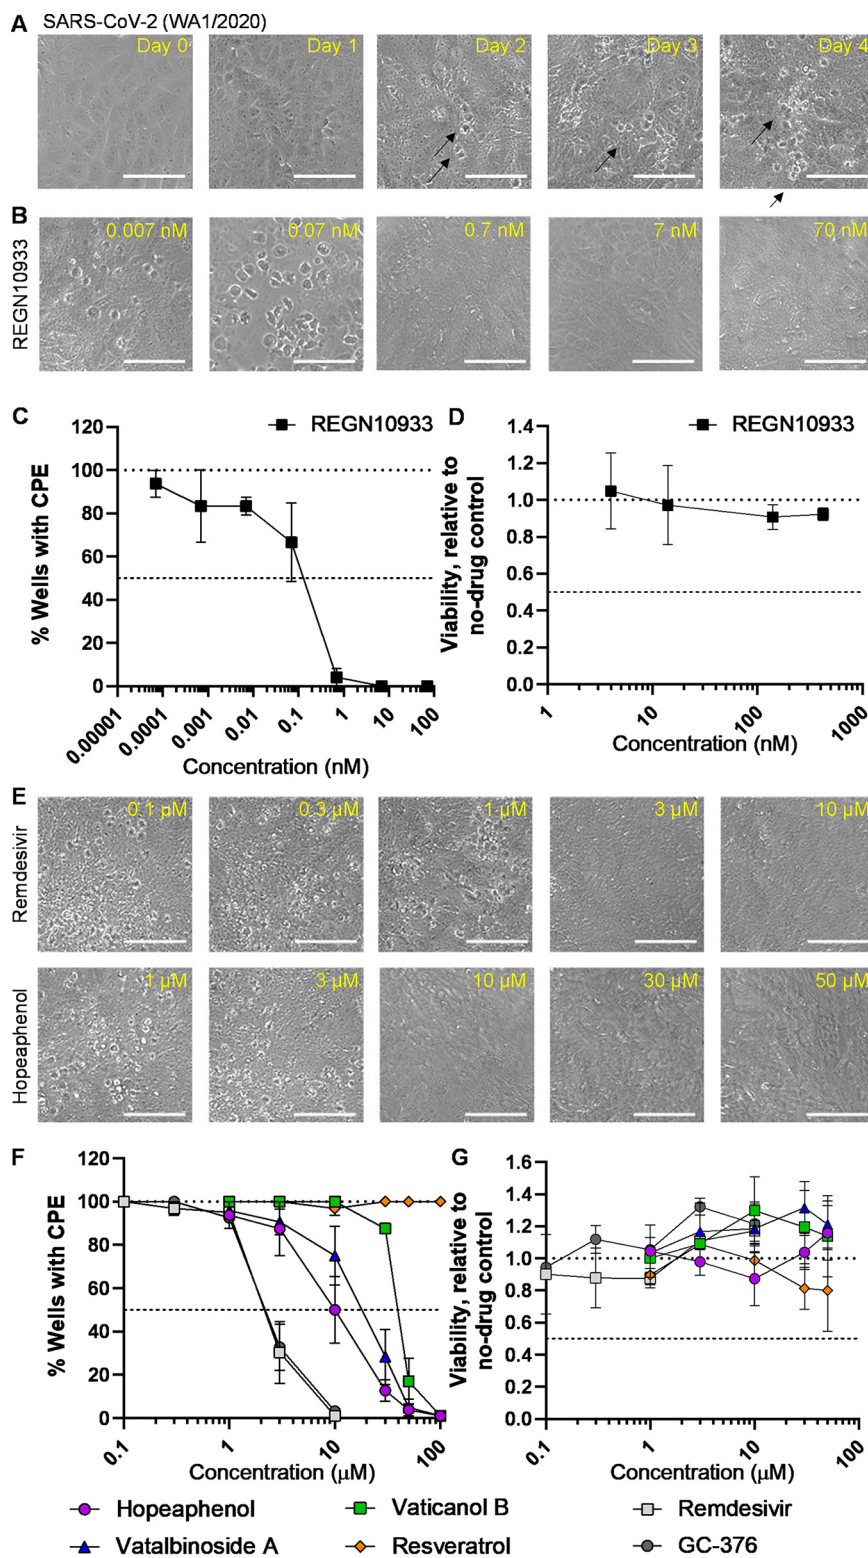 A SARS-CoV-2 (WA1/2020)
Day 0 Day 1 Day 2 Day 3 Day 4
B
REGN10933
0.007 nM 0.07 nM 0.7 nM 7 nM 70 nM
C
REGN10933
120
100
80
60
40
20
0
% Wells with CPE
0.00001 0.0001 0.001 0.01 0.1 1 10 100
Concentration (nM)
D
REGN10933
1.4
1.2
1.0
0.8
0.6
0.4
0.2
0.0
Viability, relative to
no-drug control
1 10 100 1000
Concentration (nM)
E
Remdesivir
0.1 µM 0.3 µM 1 µM 3 µM 10 µM
Hopeaphenol
1 µM 3 µM 10 µM 30 µM 50 µM
F
120
100
80
60
40
20
0
% Wells with CPE
0.1 1 10 100
Concentration (µM)
G
1.6
1.4
1.2
1.0
0.8
0.6
0.4
0.2
0.0
Viability, relative to
no-drug control
0.1 1 10 100
Concentration (µM)
Hopeaphenol Vaticanol B Remdesivir
Vatalbinoside A Resveratrol GC-376